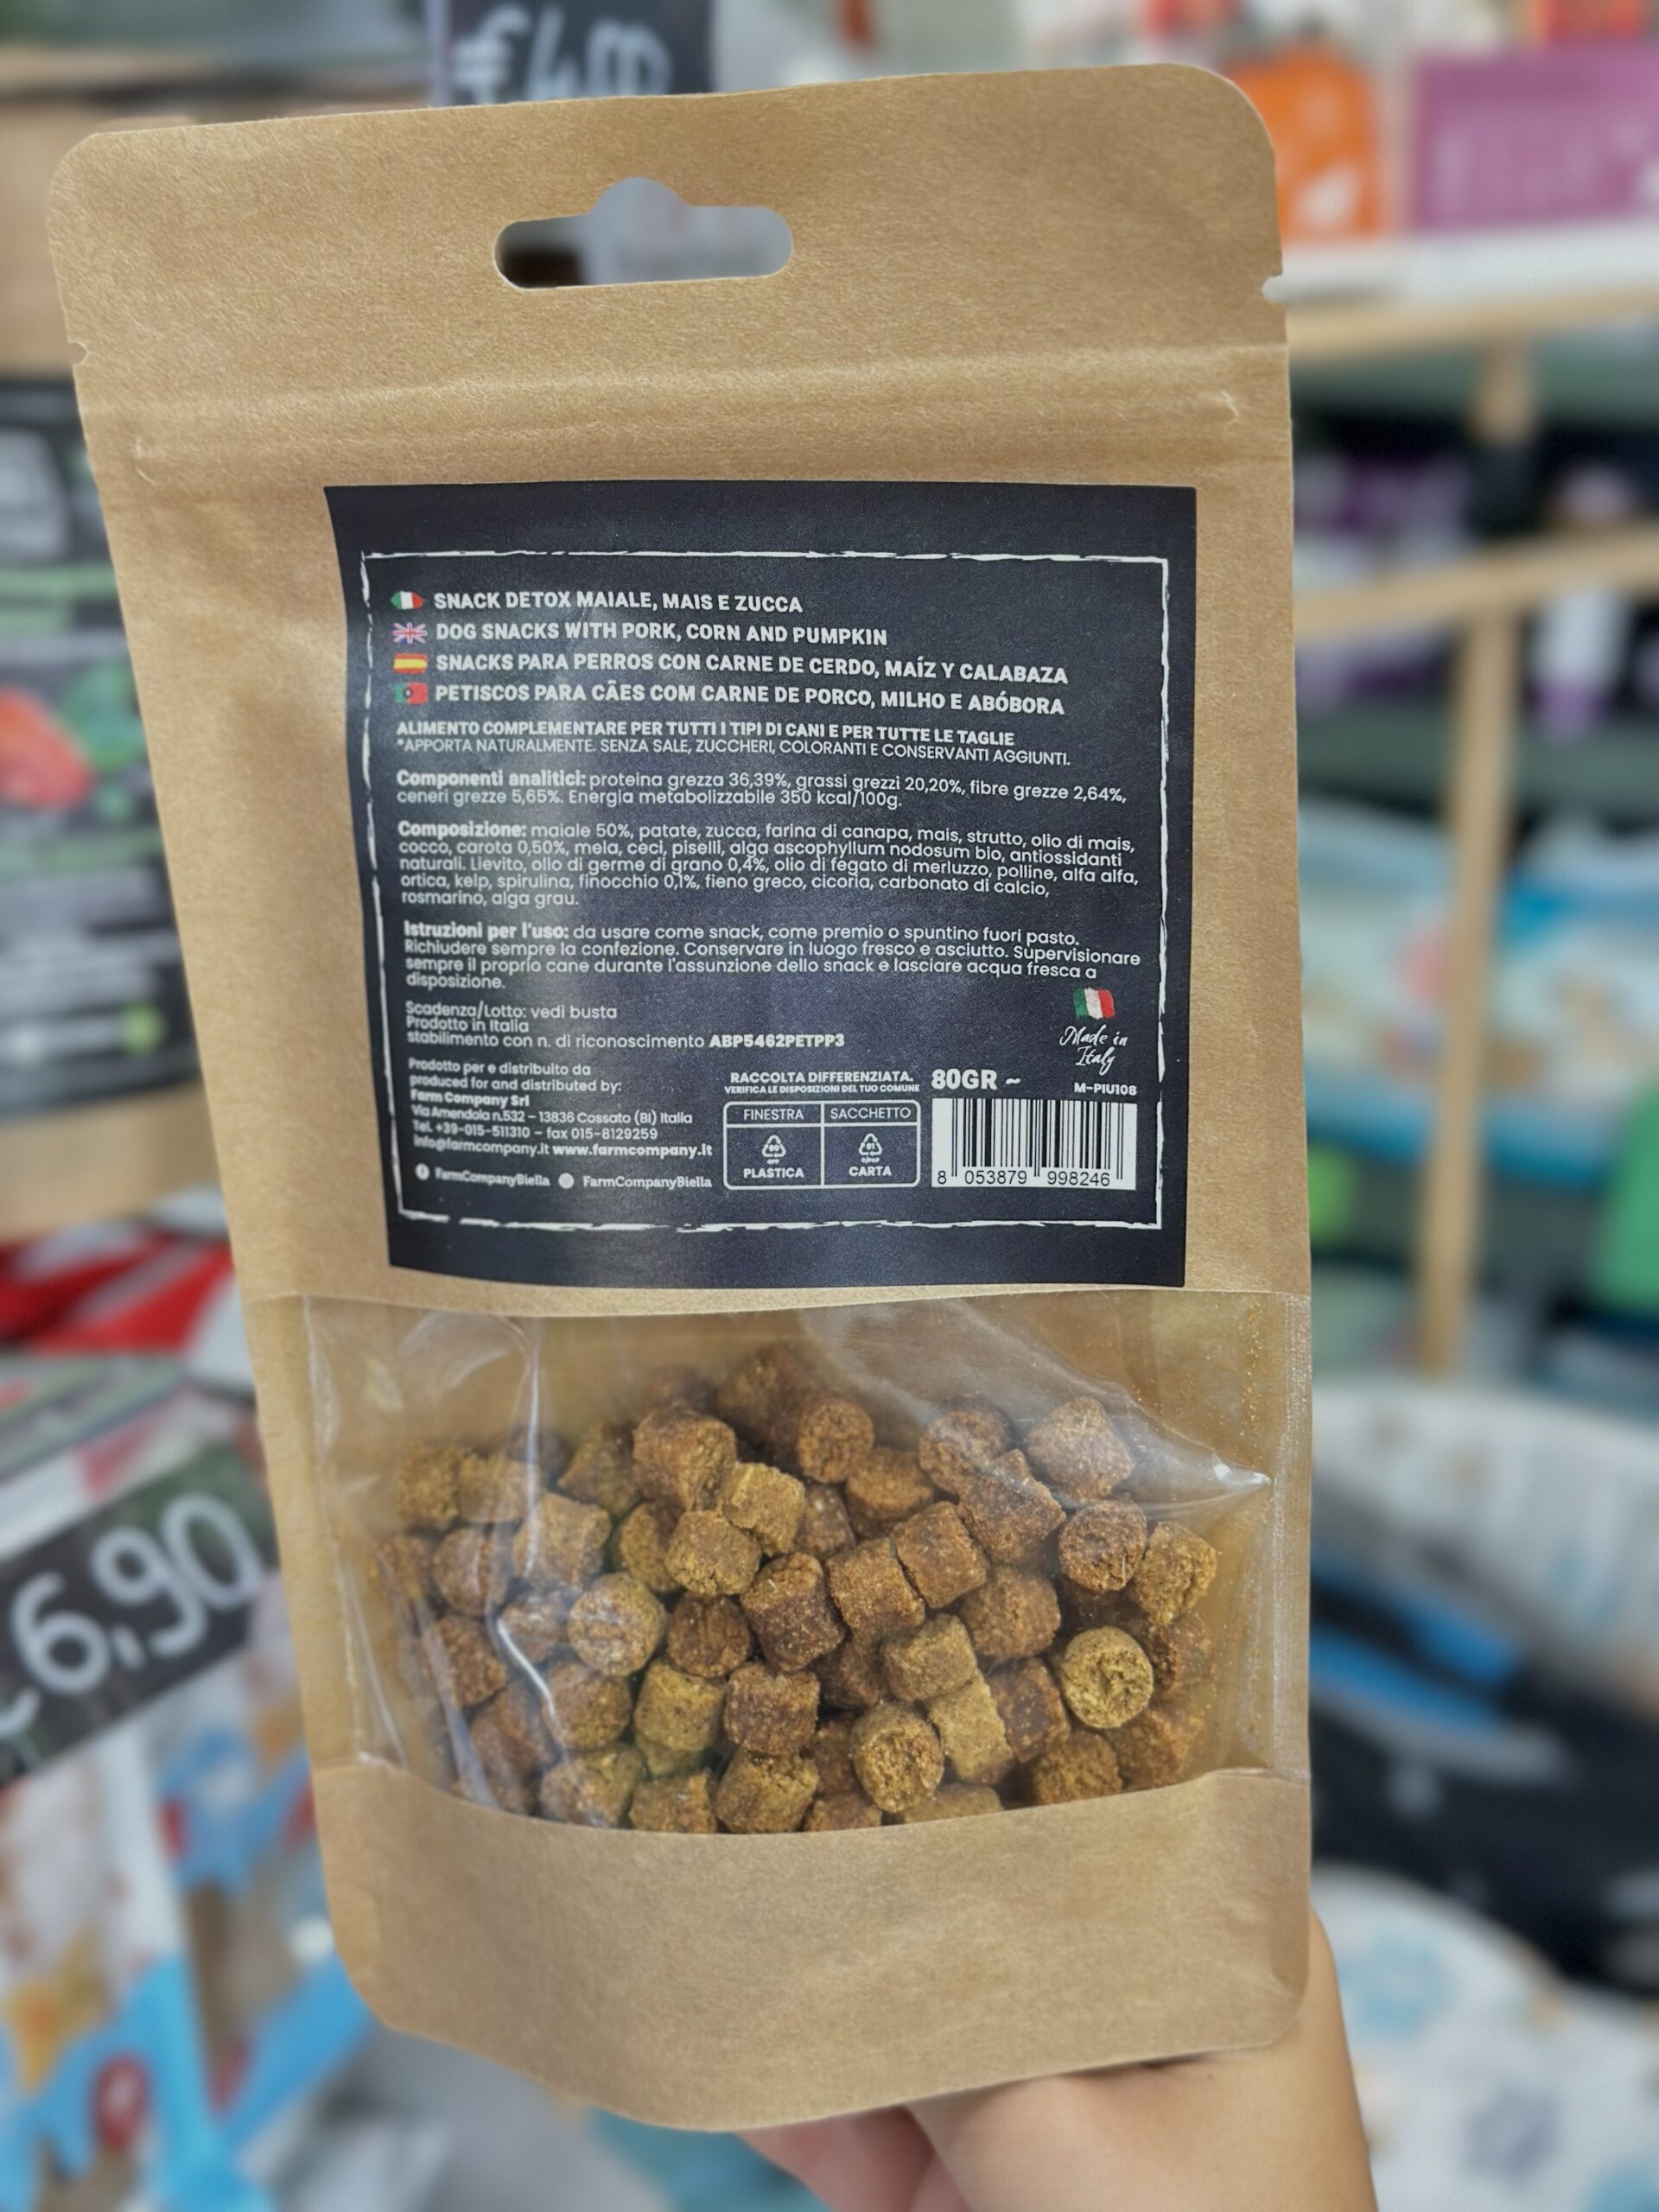 €4,00
SNACK DETOX MAIALE, MAIS E ZUCCA
DOG SNACKS WITH PORK, CORN AND PUMPKIN
SNACKS PARA PERROS CON CARNE DE CERDO, MAÍZ Y CALABAZA
PETISCOS PARA CÃES COM CARNE DE PORCO, MILHO E ABÓBORA
ALIMENTO COMPLEMENTARE PER TUTTI I TIPI DI CANI E PER TUTTE LE TAGLIE
*APPORTA NATURALMENTE. SENZA SALE, ZUCCHERI, COLORANTI E CONSERVANTI AGGIUNTI.
Componenti analitici: proteina grezza 36,39%, grassi grezzi 20,20%, fibre grezze 2,64%,
ceneri grezze 5,65%. Energia metabolizzabile 350 kcal/100g.
Composizione: maiale 50%, patate, zucca, farina di canapa, mais, strutto, olio di mais,
cocco, carota 0,50%, mela, ceci, piselli, alga ascophyllum nodosum bio, antiossidanti
naturali. Lievito, olio di germe di grano 0,4%, olio di fegato di merluzzo, polline, alfa alfa,
ortica, kelp, spirulina, finocchio 0,1%, fieno greco, cicoria, carbonato di calcio,
rosmarino, alga grau.
Istruzioni per l'uso: da usare come snack, come premio o spuntino fuori pasto.
Richiudere sempre la confezione. Conservare in luogo fresco e asciutto. Supervisionare
sempre il proprio cane durante l'assunzione dello snack e lasciare acqua fresca a
disposizione.
Scadenza/Lotto: vedi busta
Prodotto in Italia
stabilimento con n. di riconoscimento ABP5462PETPP3
Made in
Italy
Prodotto per e distribuito da
produced for and distributed by:
Farm Company Srl
Via Amendola n.532 – 13836 Cossato (BI) Italia
Tel. +39-015-511310 – fax 015-8129259
info@farmcompany.it www.farmcompany.it
FarmCompanyBiella FarmCompanyBiella
RACCOLTA DIFFERENZIATA.
VERIFICA LE DISPOSIZIONI DEL TUO COMUNE
FINESTRA SACCHETTO
PLASTICA CARTA
80GR ~
M-PIU108
8 053879 998246
6,90